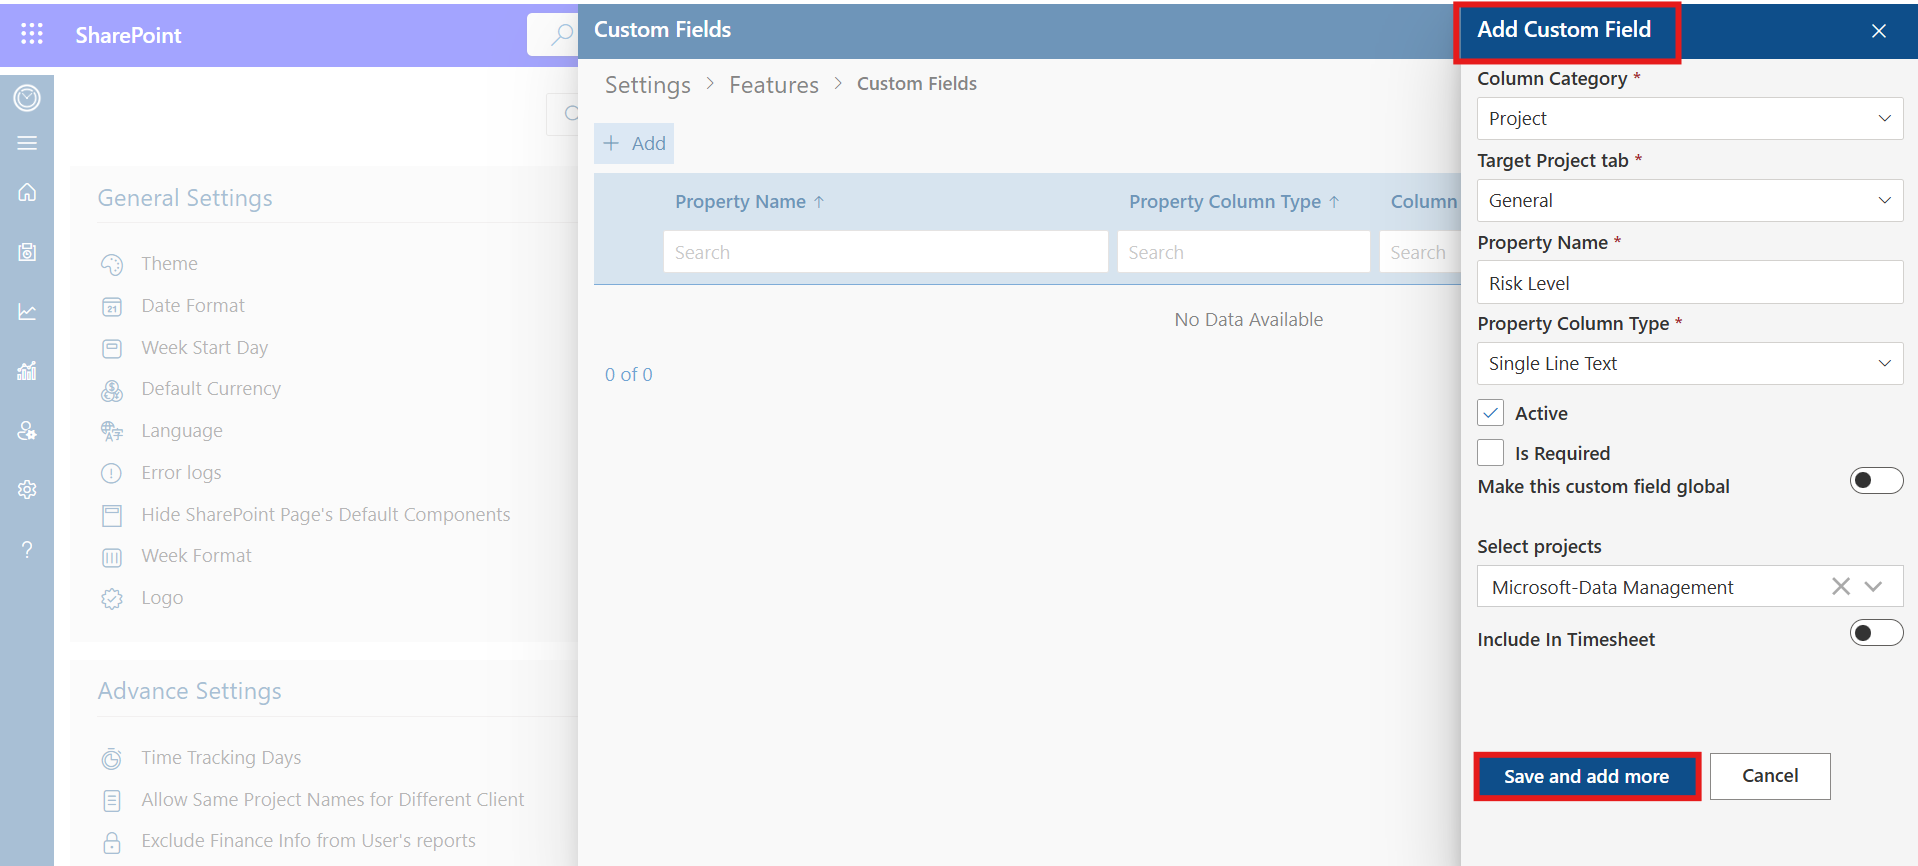 SharePoint
General Settings
Theme
21
Date Format
Week Start Day
Default Currency
Language
Error logs
Hide SharePoint Page's Default Components
Week Format
Logo
Advance Settings
Time Tracking Days
Allow Same Project Names for Different Client
Exclude Finance Info from User's reports
Custom Fields
Settings > Features > Custom Fields
+ Add
Property Name ↑ Property Column Type ↑ Column
Search Search Search
No Data Available
0 of 0
Add Custom Field
Column Category *
Project
Target Project tab *
General
Property Name *
Risk Level
Property Column Type *
Single Line Text
Active
Is Required
Make this custom field global
Select projects
Microsoft-Data Management
Include In Timesheet
Save and add more Cancel